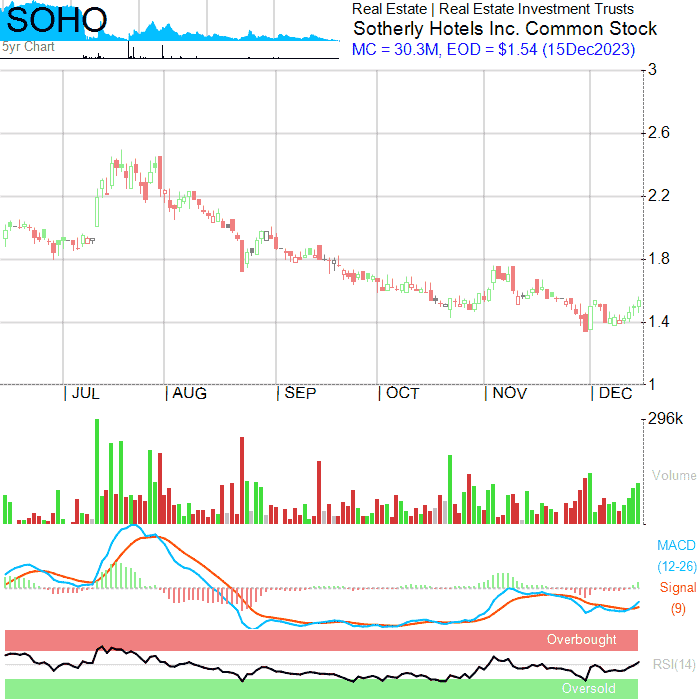 SOHO
5yr Chart
Real Estate | Real Estate Investment Trusts
Sotherly Hotels Inc. Common Stock
MC = 30.3M, EOD = $1.54 (15Dec2023)
3
2.6
2.2
1.8
1.4
1
| JUL | AUG | SEP | OCT | NOV | DEC
296k
Volume
MACD
(12-26)
Signal
(9)
Overbought
RSI(14)
Oversold